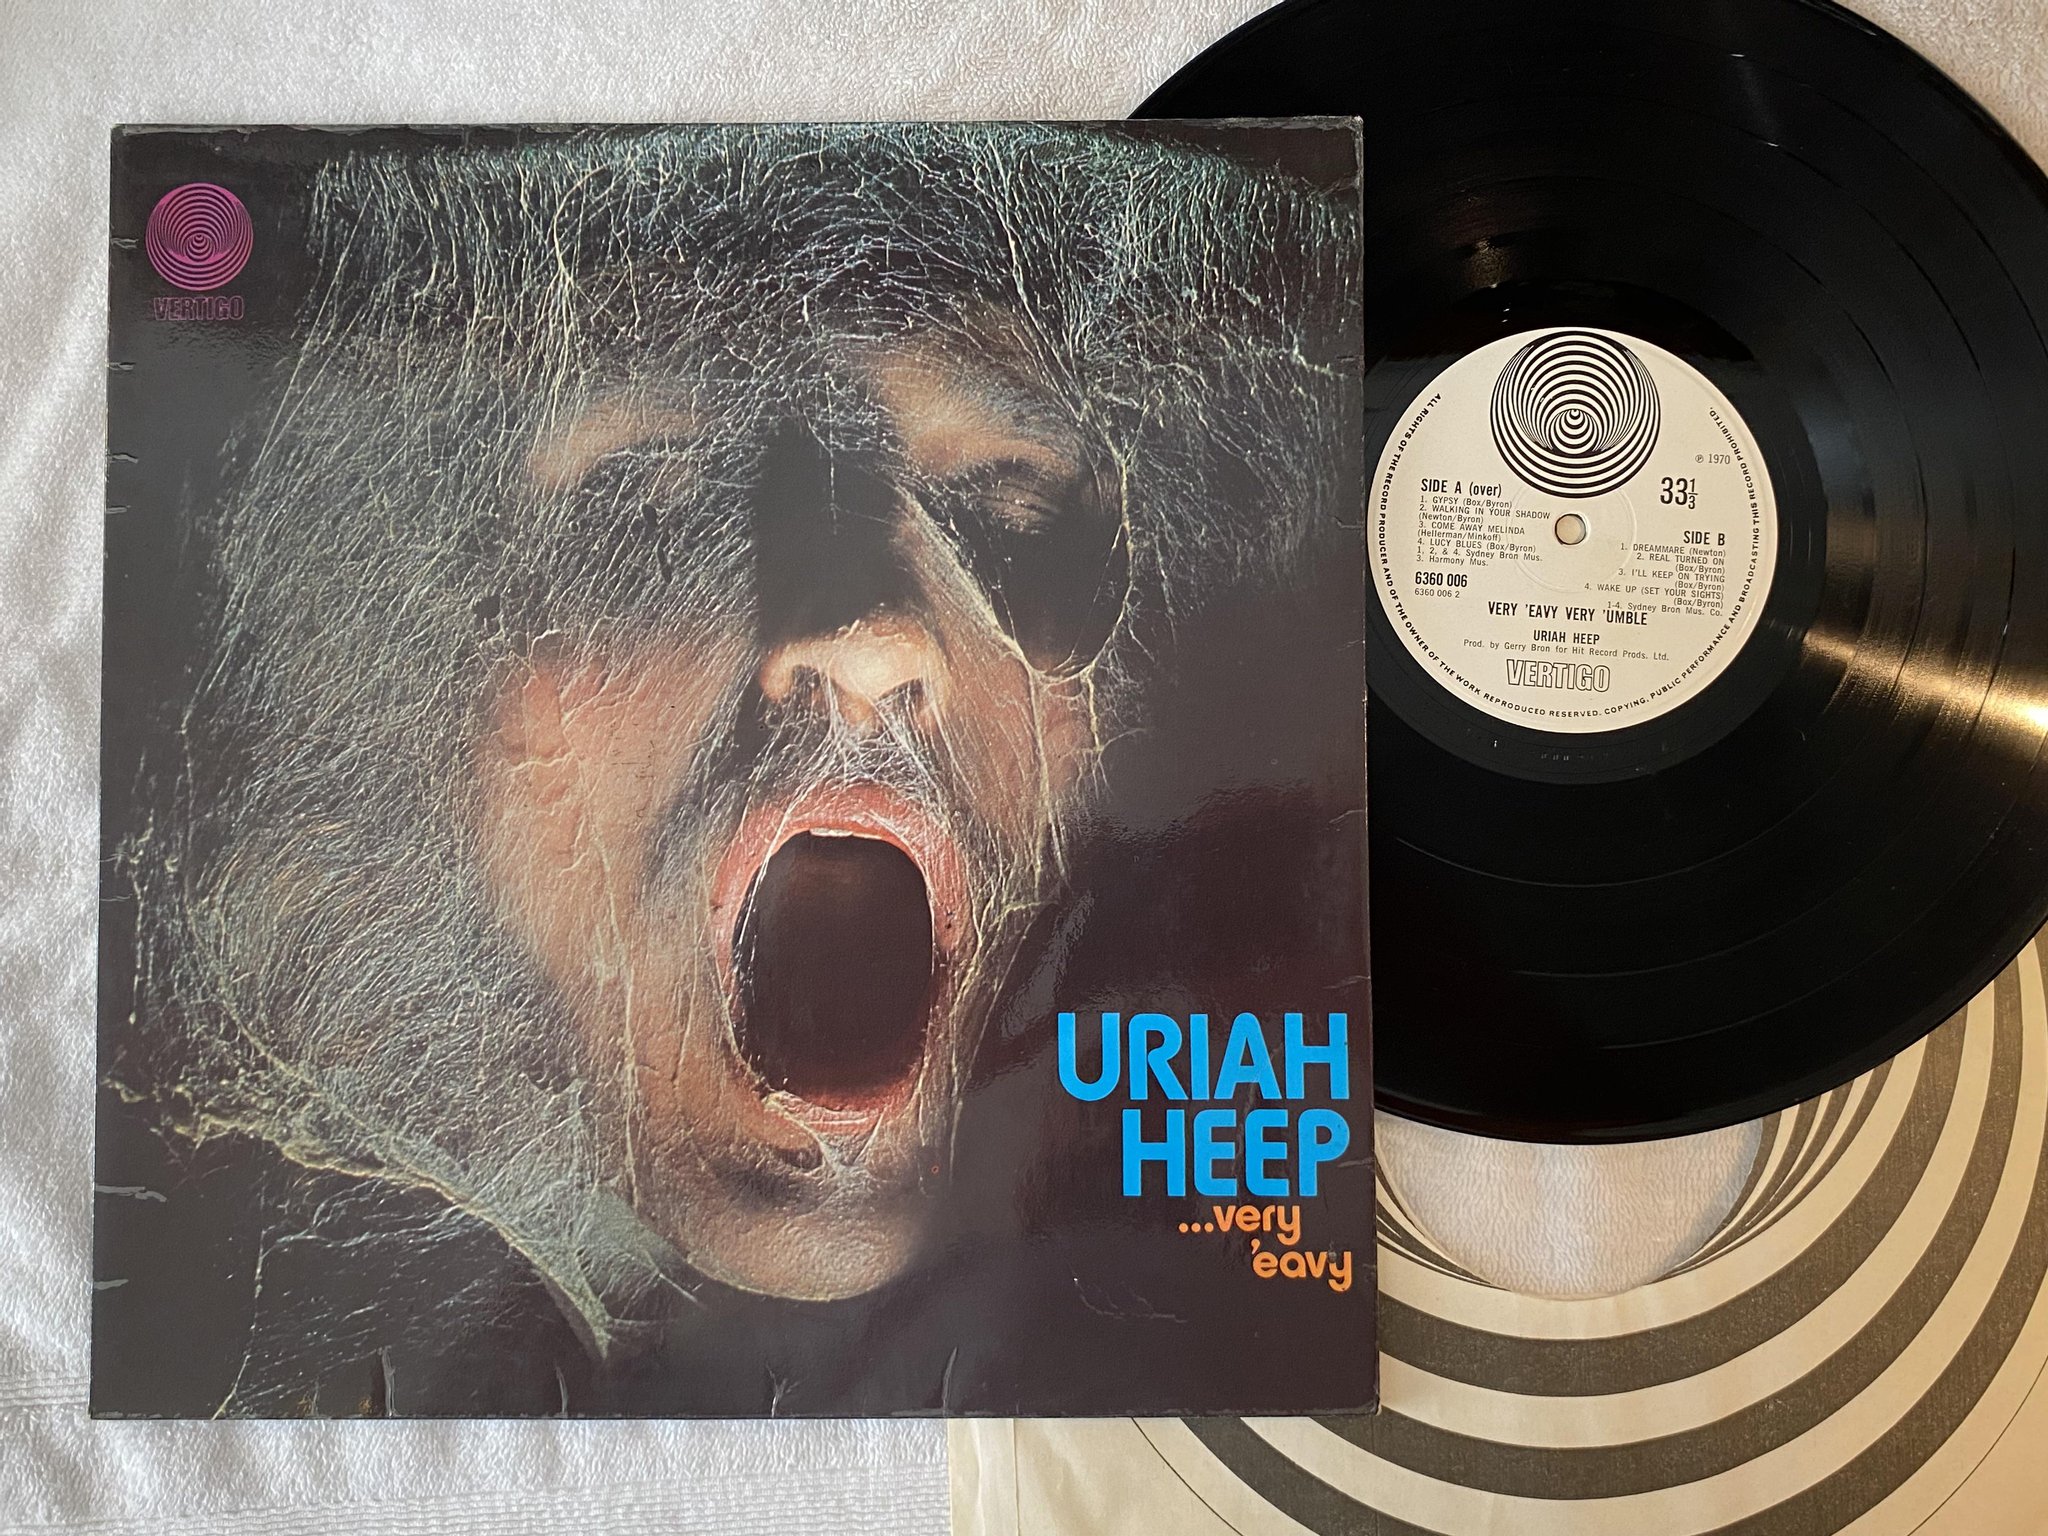 VERTIGO
URIAH
HEEP
...very
'eavy
ALL RIGHTS OF THE RECORD PRODUCER AND OF THE OWNER OF THE WORK REPRODUCED RESERVED. COPYING, PUBLIC PERFORMANCE AND BROADCASTING THIS RECORD PROHIBITED.
℗ 1970
33⅓
SIDE A (over)
1. GYPSY (Box/Byron)
2. WALKING IN YOUR SHADOW
(Newton/Byron)
3. COME AWAY MELINDA
(Hellerman/Minkoff)
4. LUCY BLUES (Box/Byron)
1, 2, & 4. Sydney Bron Mus.
3. Harmony Mus.
6360 006
6360 006 2
SIDE B
1. DREAMMARE (Newton)
2. REAL TURNED ON
(Box/Byron)
3. I'LL KEEP ON TRYING
(Box/Byron)
4. WAKE UP (SET YOUR SIGHTS)
(Box/Byron)
1-4. Sydney Bron Mus. Co.
VERY 'EAVY VERY 'UMBLE
URIAH HEEP
Prod. by Gerry Bron for Hit Record Prods. Ltd.
VERTIGO